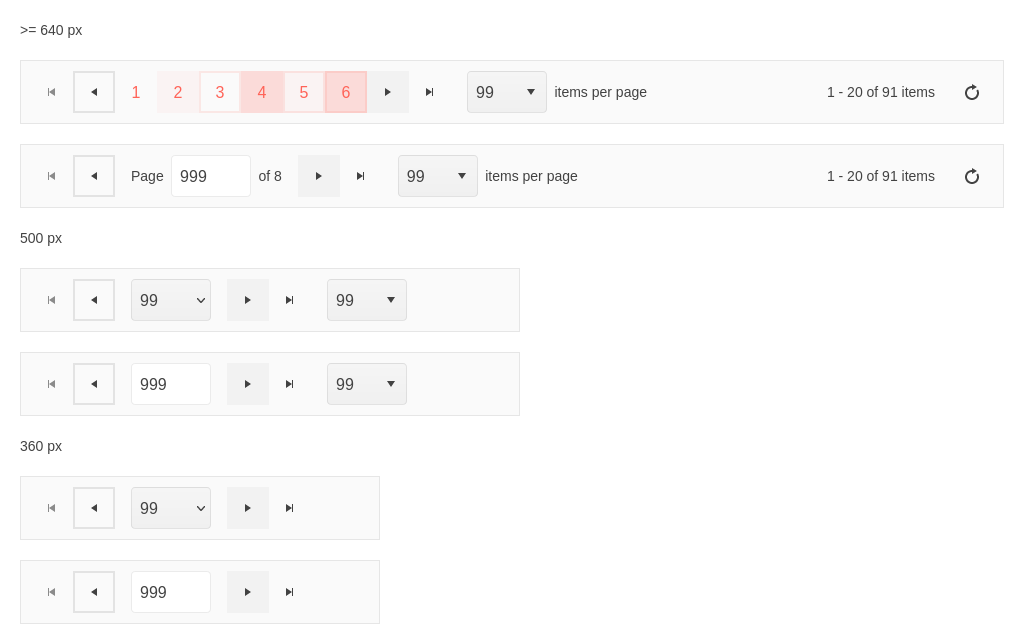 >= 640 px
1 2 3 4 5 6 99 items per page 1 - 20 of 91 items
Page 999 of 8 99 items per page 1 - 20 of 91 items
500 px
99 99
999 99
360 px
99
999